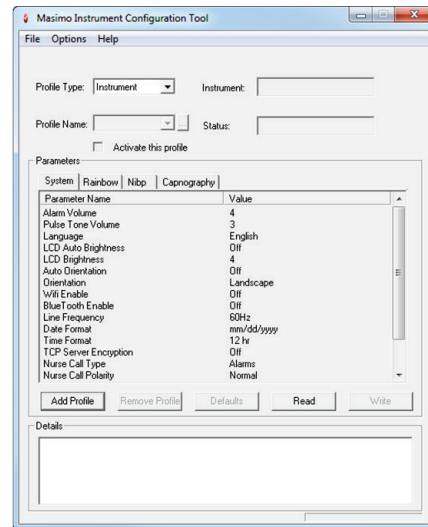 Masimo Instrument Configuration Tool
File Options Help
Profile Type: Instrument Instrument:
Profile Name: ... Status:
Activate this profile
Parameters
System Rainbow Nibp Capnography
Parameter Name Value
Alarm Volume 4
Pulse Tone Volume 3
Language English
LCD Auto Brightness Off
LCD Brightness 4
Auto Orientation Off
Orientation Landscape
Wifi Enable Off
BlueTooth Enable Off
Line Frequency 60Hz
Date Format mm/dd/yyyy
Time Format 12 hr
TCP Server Encryption Off
Nurse Call Type Alarms
Nurse Call Polarity Normal
Add Profile Remove Profile Defaults Read Write
Details